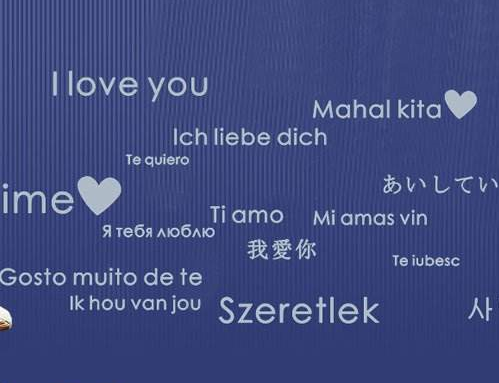 I love you
Mahal kita
Ich liebe dich
Te quiero
あいしてい
ime
Ti amo
Mi amas vin
Я тебя люблю
我愛你
Te iubesc
Gosto muito de te
Ik hou van jou
Szeretlek
사